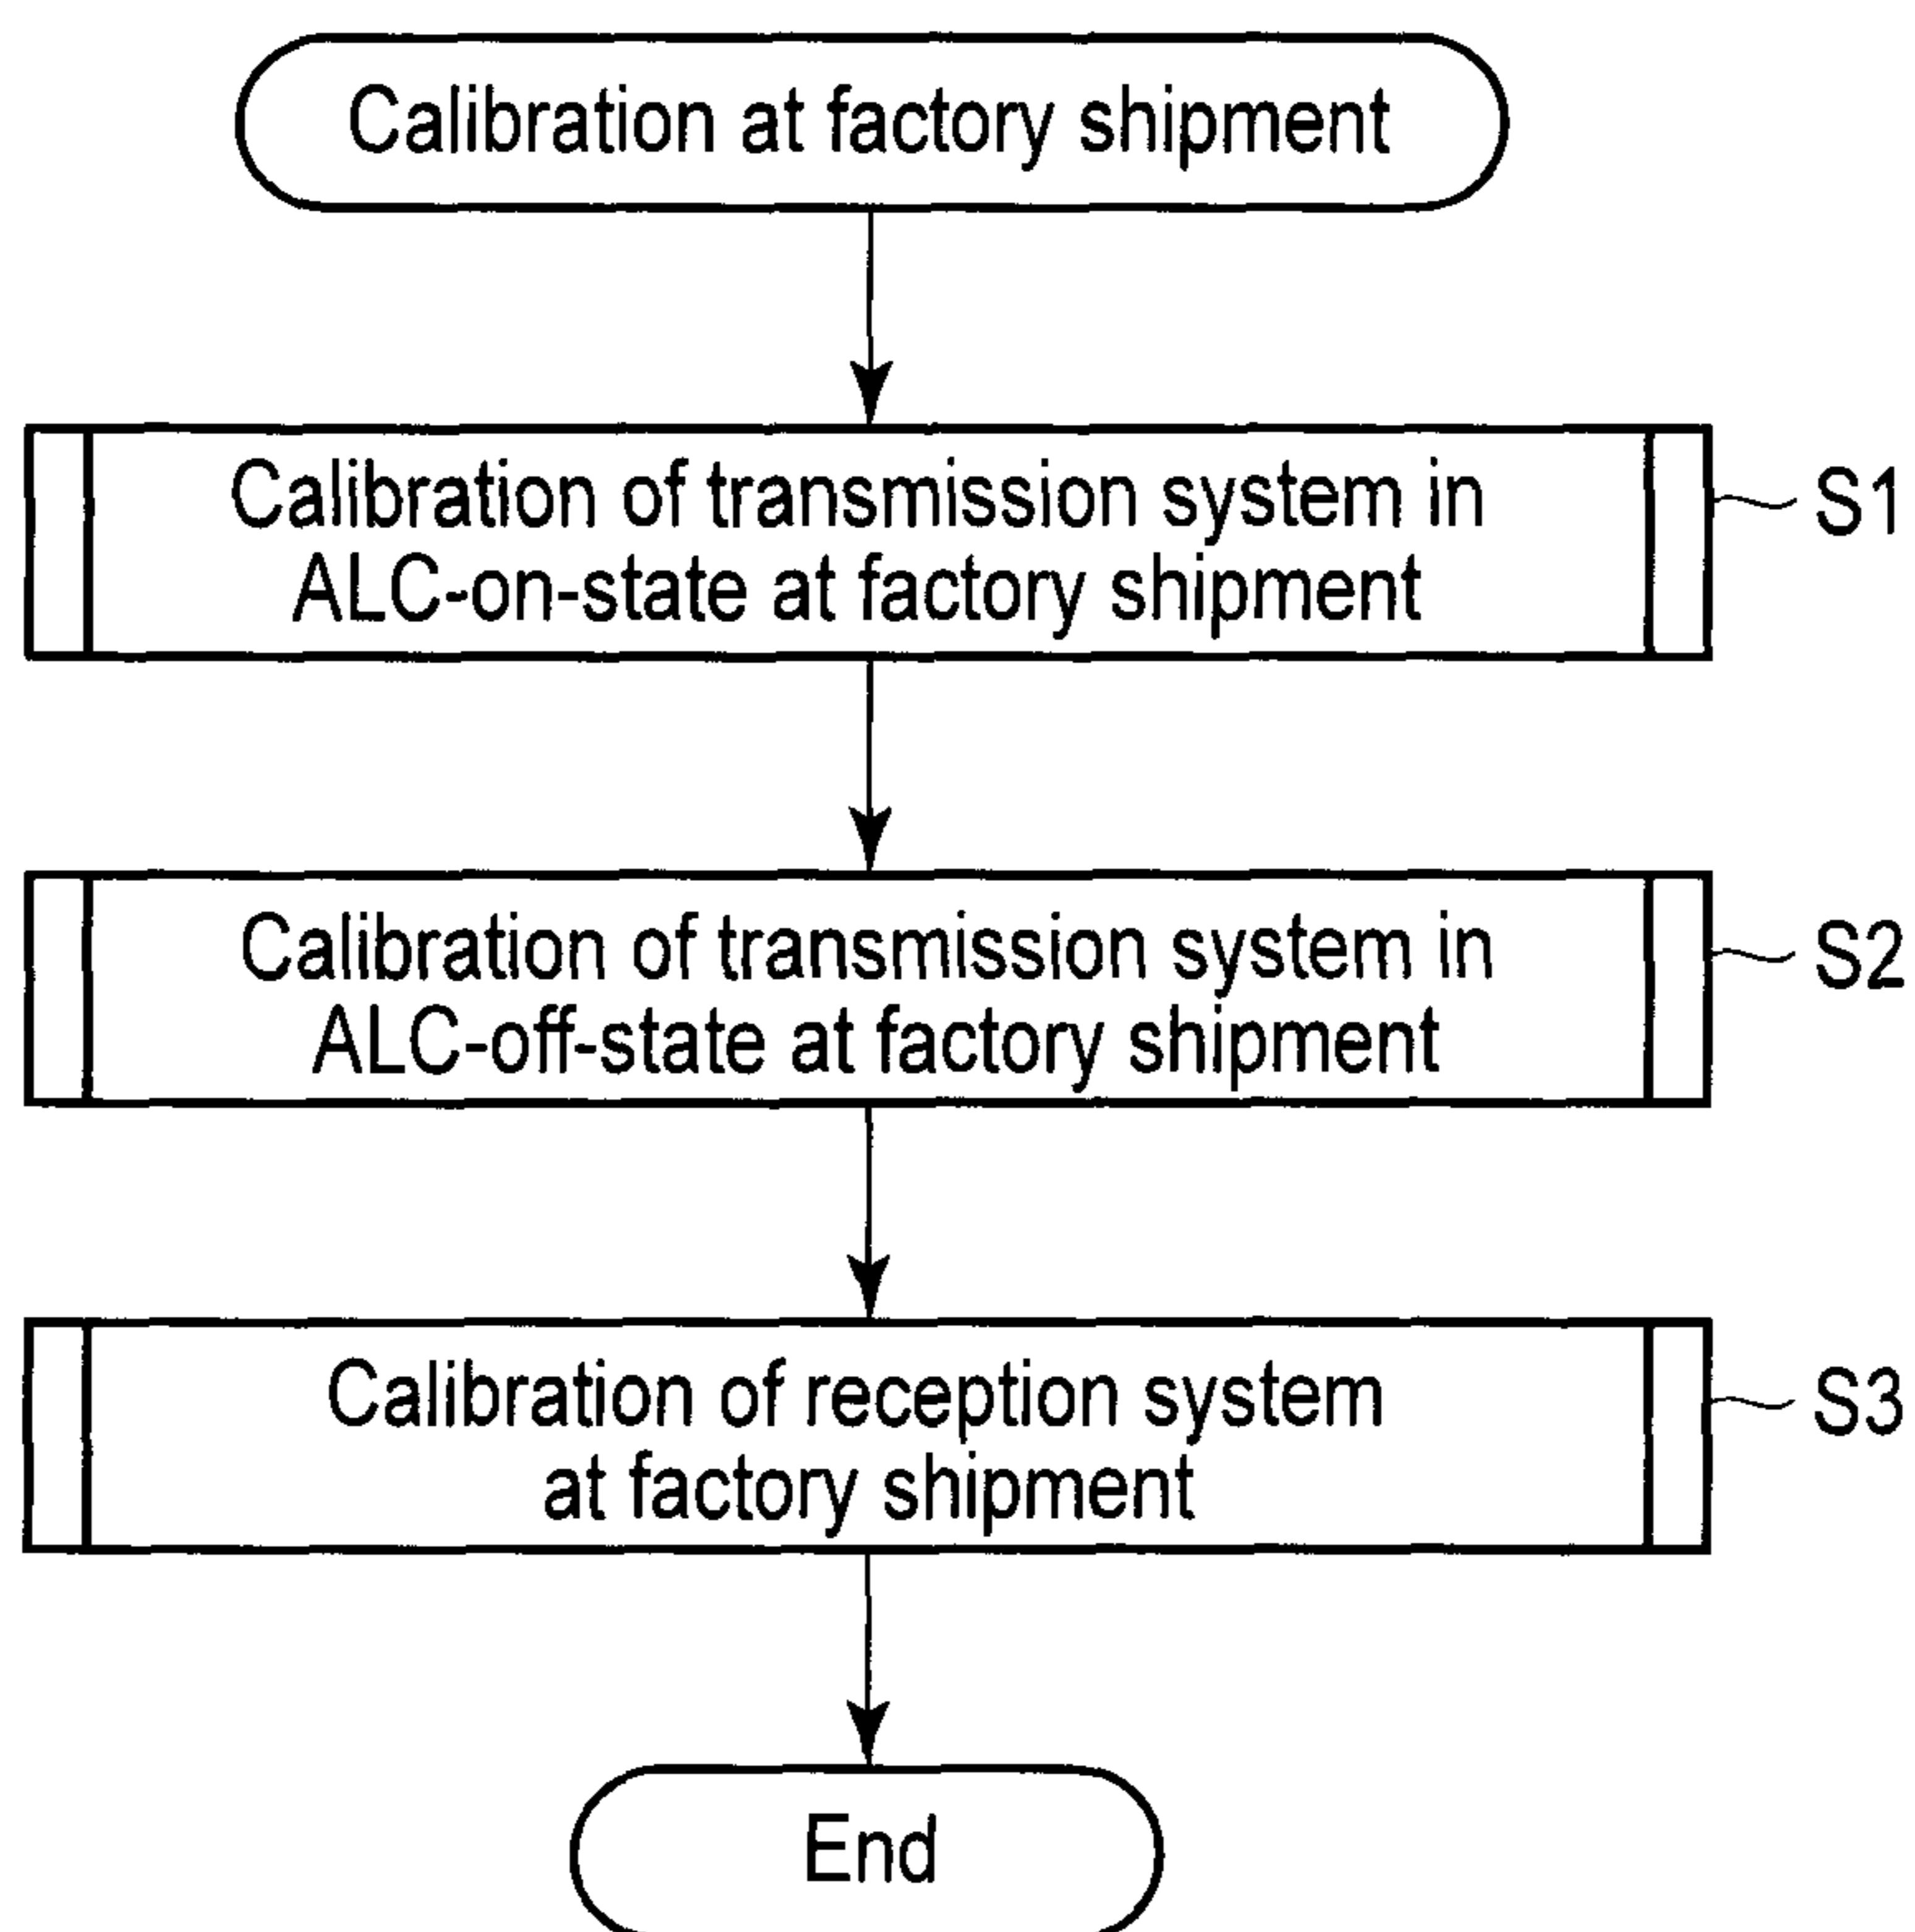 Calibration at factory shipment
Calibration of transmission system in
ALC-on-state at factory shipment
S1
Calibration of transmission system in
ALC-off-state at factory shipment
S2
Calibration of reception system
at factory shipment
S3
End